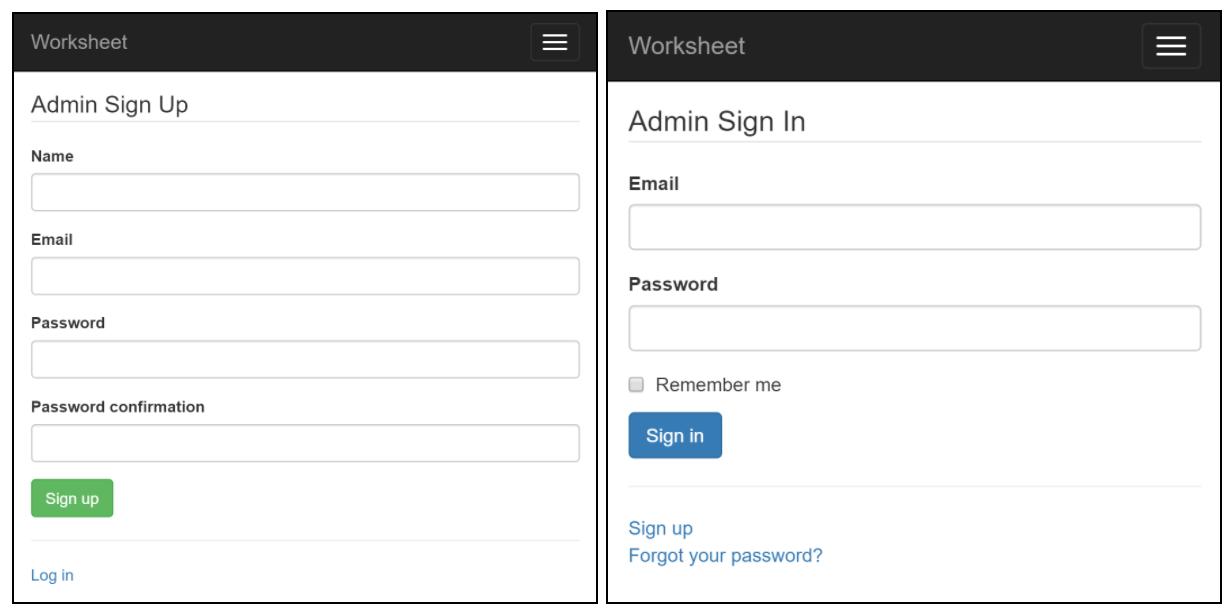 Worksheet
Admin Sign Up
Name
Email
Password
Password confirmation
Sign up
Log in
Worksheet
Admin Sign In
Email
Password
Remember me
Sign in
Sign up
Forgot your password?